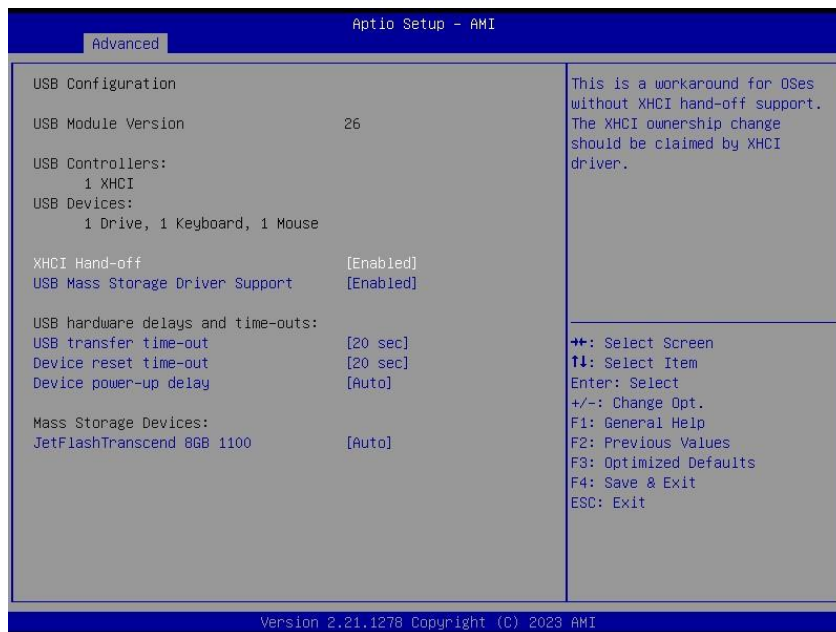 Aptio Setup – AMI
Advanced
USB Configuration
USB Module Version 26
USB Controllers:
1 XHCI
USB Devices:
1 Drive, 1 Keyboard, 1 Mouse
XHCI Hand-off [Enabled]
USB Mass Storage Driver Support [Enabled]
USB hardware delays and time-outs:
USB transfer time-out [20 sec]
Device reset time-out [20 sec]
Device power-up delay [Auto]
Mass Storage Devices:
JetFlashTranscend 8GB 1100 [Auto]
This is a workaround for OSes
without XHCI hand-off support.
The XHCI ownership change
should be claimed by XHCI
driver.
→←: Select Screen
↑↓: Select Item
Enter: Select
+/-: Change Opt.
F1: General Help
F2: Previous Values
F3: Optimized Defaults
F4: Save & Exit
ESC: Exit
Version 2.21.1278 Copyright (C) 2023 AMI